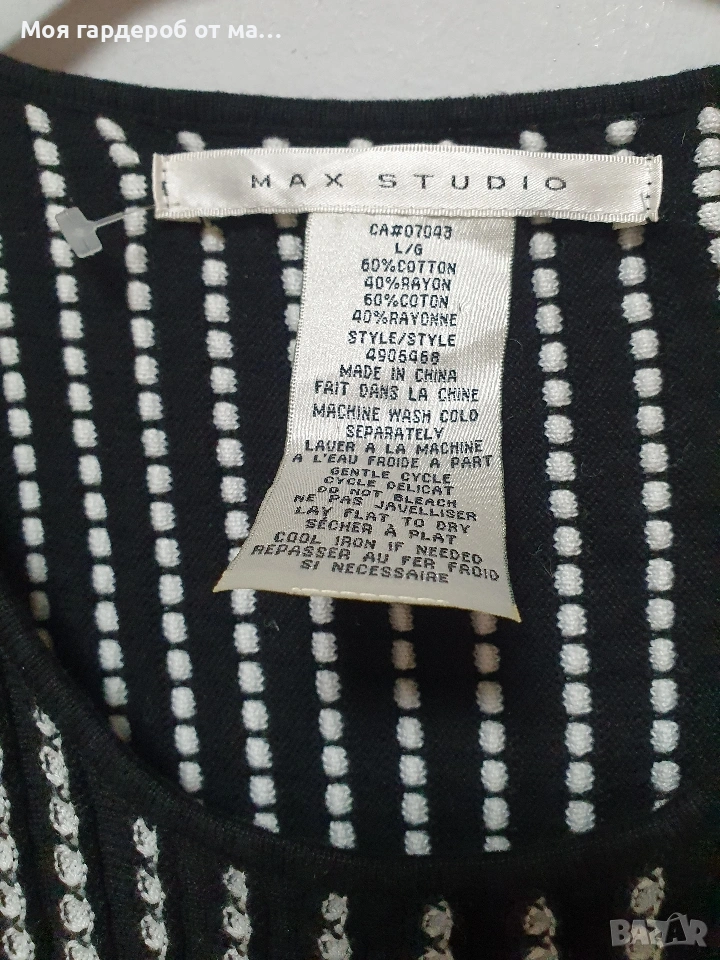 Моя гардероб от ма...
MAX STUDIO
CA#07043
L/G
60%COTTON
40%RAYON
60%COTON
40%RAYONNE
STYLE/STYLE
4905468
MADE IN CHINA
FAIT DANS LA CHINE
MACHINE WASH COLD
SEPARATELY
LAVER A LA MACHINE
A L'EAU FROIDE A PART
GENTLE CYCLE
CYCLE DELICAT
DO NOT BLEACH
NE PAS JAVELLISER
LAY FLAT TO DRY
SECHER A PLAT
COOL IRON IF NEEDED
REPASSER AU FER FROID
SI NECESSAIRE
BAZAR